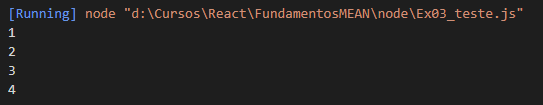 [Running] node "d:\Cursos\React\FundamentosMEAN\node\Ex03_teste.js"
1
2
3
4